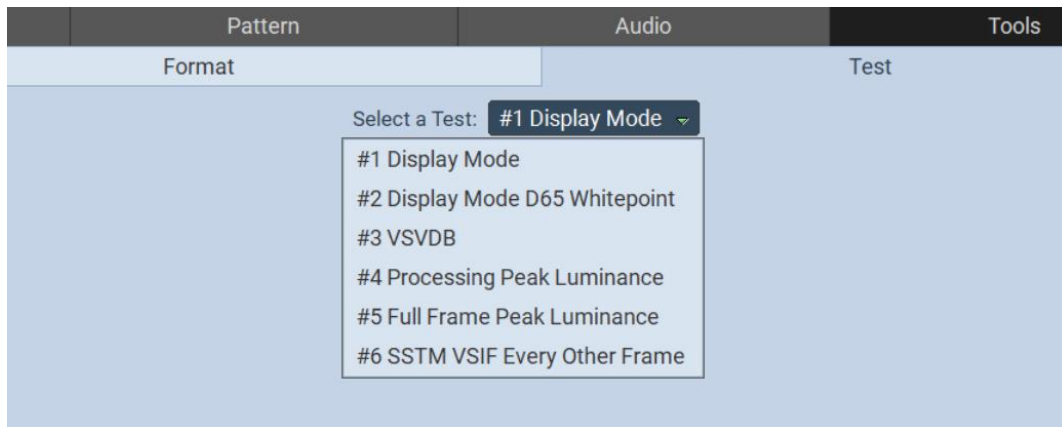 Pattern Audio Tools
Format Test
Select a Test: #1 Display Mode
#1 Display Mode
#2 Display Mode D65 Whitepoint
#3 VSVDB
#4 Processing Peak Luminance
#5 Full Frame Peak Luminance
#6 SSTM VSIF Every Other Frame